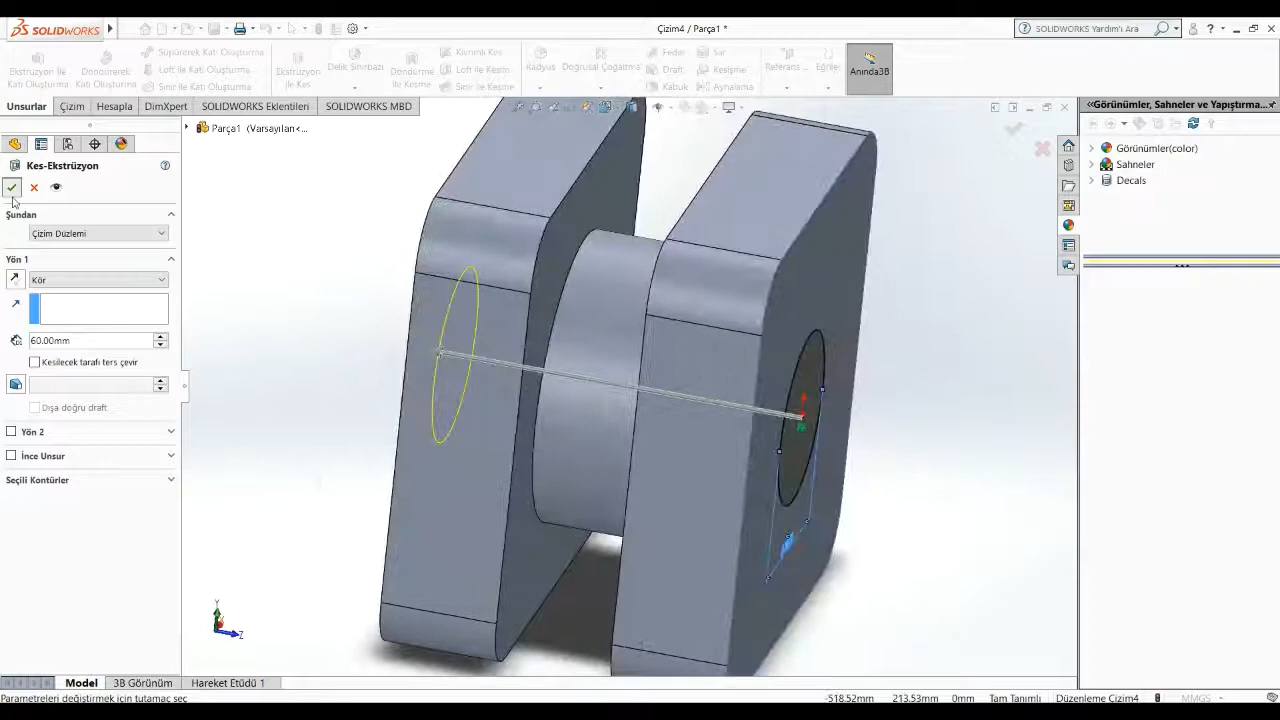 SOLIDWORKS
Çizim4 / Parça1 *
SOLIDWORKS Yardım'ı Ara
Ekstrüzyon ile Katı Oluşturma
Döndürerek Katı Oluşturma
Süpürerek Katı Oluşturma
Loft ile Katı Oluşturma
Sınır ile Katı Oluşturma
Ekstrüzyon ile Kes
Delik Sihirbazı
Döndürme ile Kesme
Kıvrımlı Kes
Loft ile Kesim
Sınır ile Kesme
Radyus
Doğrusal Çoğaltma
Feder
Draft
Kabuk
Sar
Kesişme
Aynalama
Referans ...
Eğriler
Anında3B
Unsurlar
Çizim
Hesapla
DimXpert
SOLIDWORKS Eklentileri
SOLIDWORKS MBD
Parça1 (Varsayılan<...
Kes-Ekstrüzyon
Şundan
Çizim Düzlemi
Yön 1
Kör
60.00mm
Kesilecek tarafı ters çevir
Dışa doğru draft
Yön 2
İnce Unsur
Seçili Kontürler
Y
Z
«Görünümler, Sahneler ve Yapıştırma...
Görünümler(color)
Sahneler
Decals
Model
3B Görünüm
Hareket Etüdü 1
Parametreleri değiştirmek için tutamaç seç
-518.52mm
213.53mm
0mm
Tam Tanımlı
Düzenleme Çizim4
MMGS